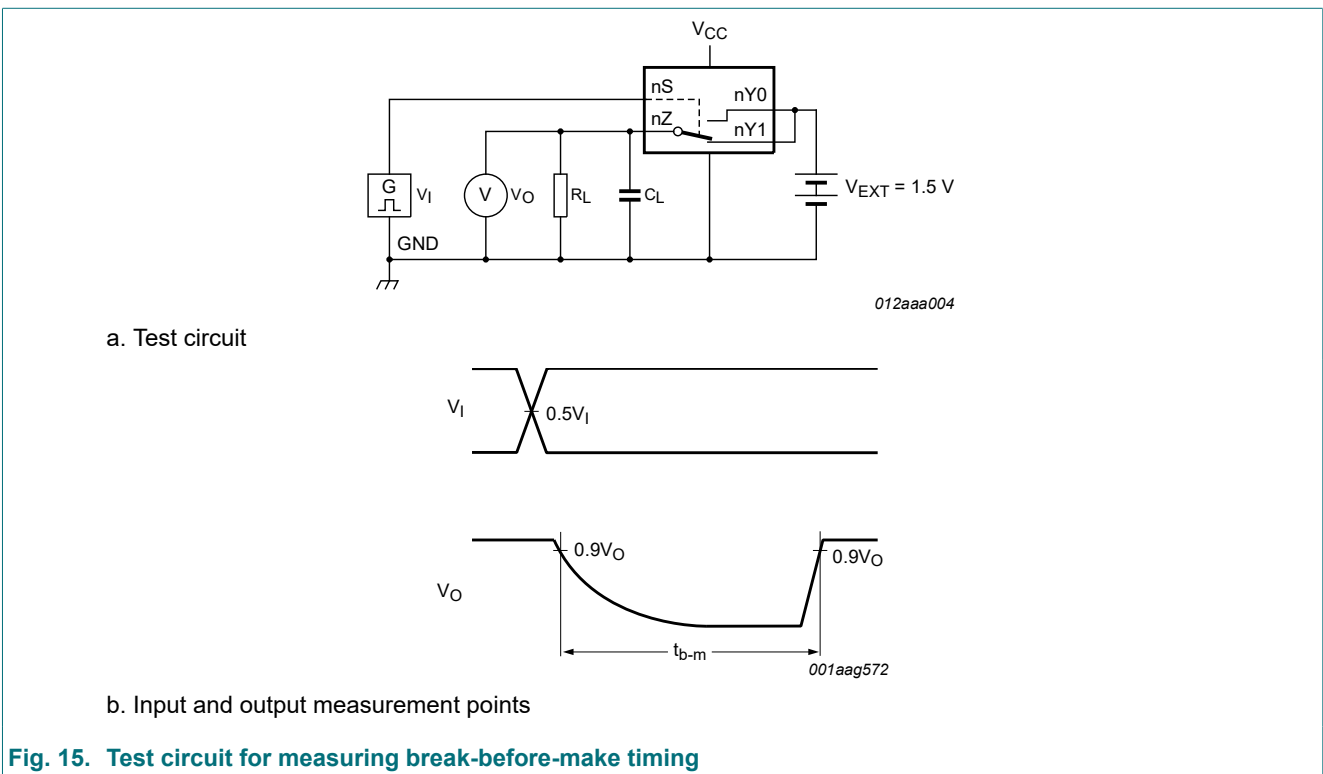 VCC
nS
nY0
nZ
nY1
G
VI
V
VO
RL
CL
VEXT = 1.5 V
GND
012aaa004
a. Test circuit
VI
0.5VI
0.9VO
0.9VO
VO
tb-m
001aag572
b. Input and output measurement points
Fig. 15. Test circuit for measuring break-before-make timing